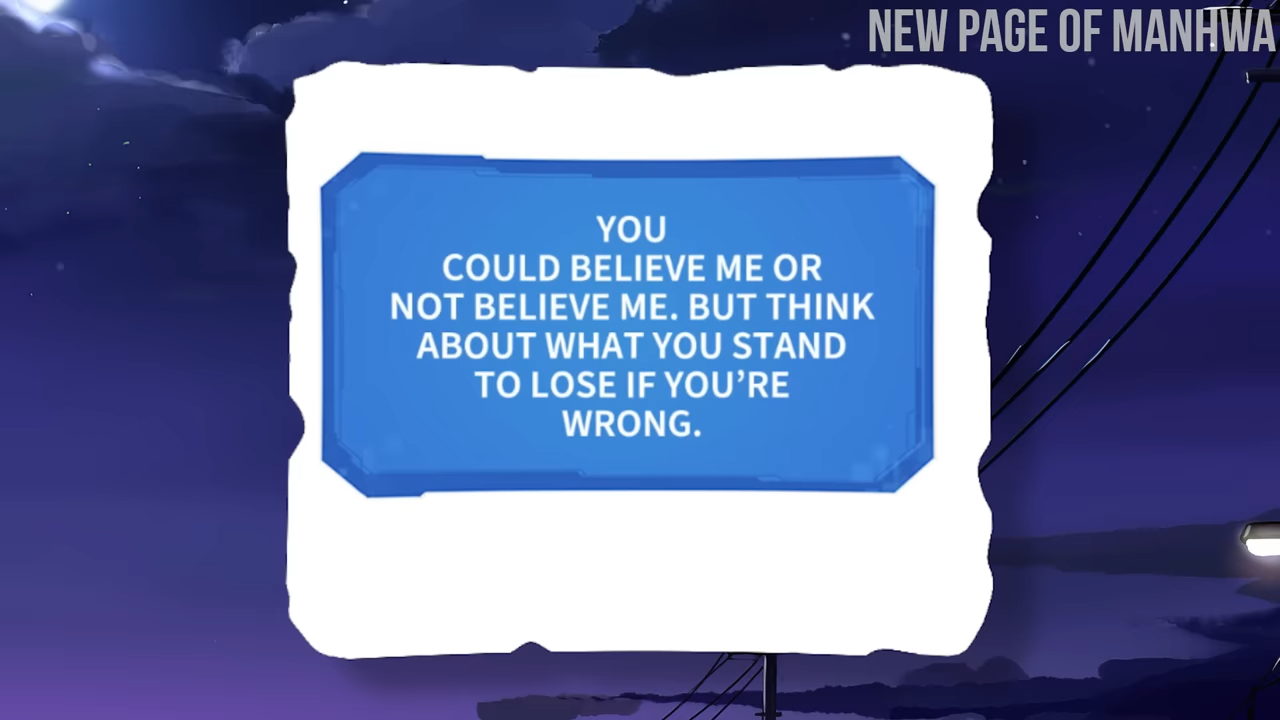 NEW PAGE OF MANHWA
YOU
COULD BELIEVE ME OR
NOT BELIEVE ME. BUT THINK
ABOUT WHAT YOU STAND
TO LOSE IF YOU’RE
WRONG.